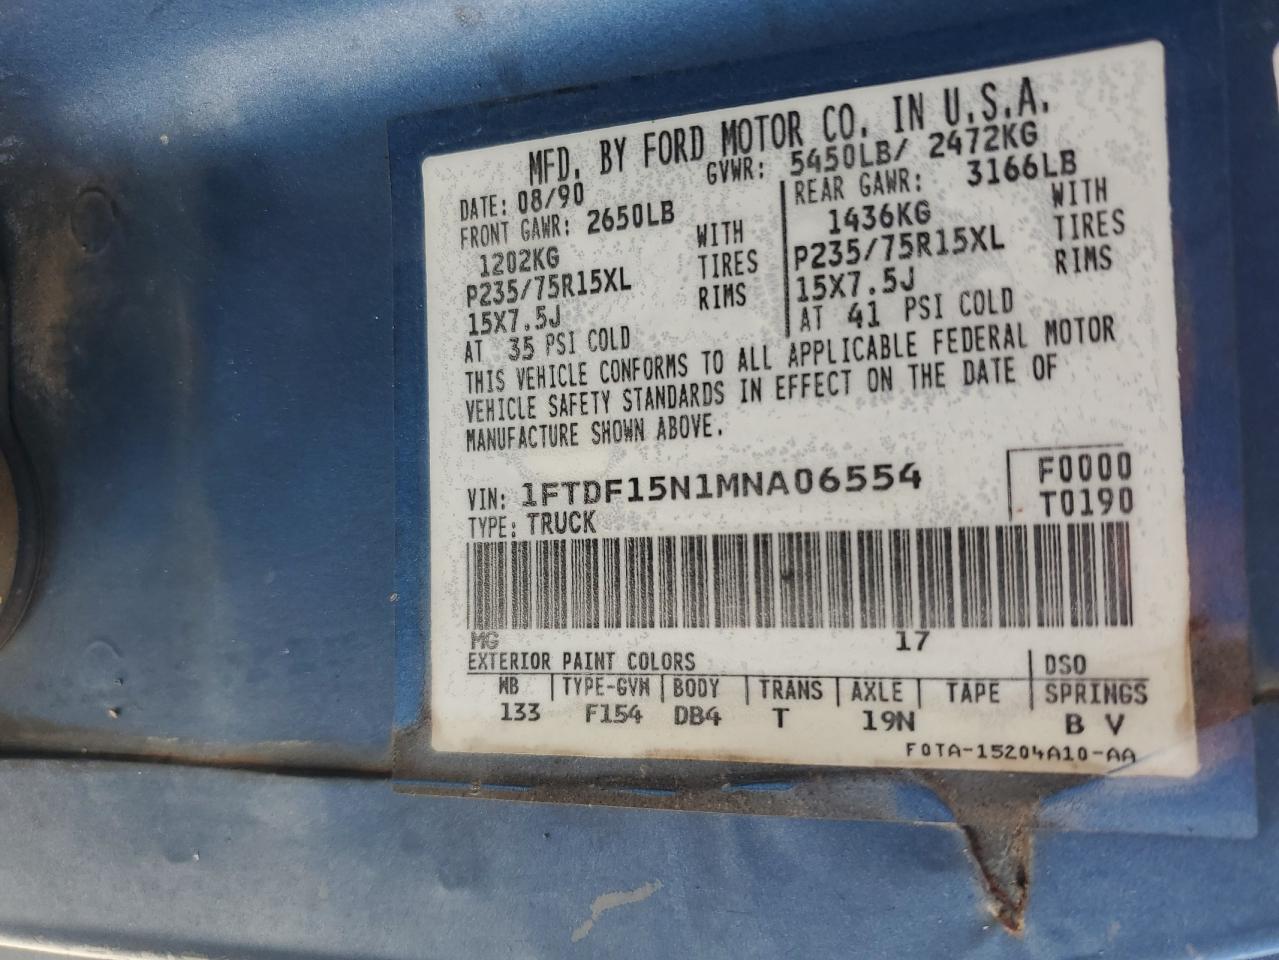 MFD. BY FORD MOTOR CO. IN U.S.A.
DATE: 08/90 GVWR: 5450LB/ 2472KG
FRONT GAWR: 2650LB REAR GAWR: 3166LB
1202KG WITH 1436KG WITH
P235/75R15XL TIRES P235/75R15XL TIRES
15X7.5J RIMS 15X7.5J RIMS
AT 35 PSI COLD AT 41 PSI COLD
THIS VEHICLE CONFORMS TO ALL APPLICABLE FEDERAL MOTOR
VEHICLE SAFETY STANDARDS IN EFFECT ON THE DATE OF
MANUFACTURE SHOWN ABOVE.
VIN: 1FTDF15N1MNA06554 F0000
TYPE: TRUCK T0190
MG 17
EXTERIOR PAINT COLORS DSO
WB TYPE-GVW BODY TRANS AXLE TAPE SPRINGS
133 F154 DB4 T 19N B V
F0TA-15204A10-AA